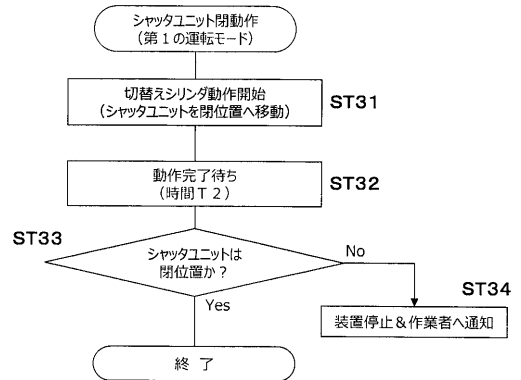 シャッタユニット閉動作
(第1の運転モード)
切替えシリンダ動作開始
(シャッタユニットを閉位置へ移動)
ST31
動作完了待ち
(時間T2)
ST32
ST33
シャッタユニットは
閉位置か?
No
Yes
ST34
装置停止&作業者へ通知
終 了